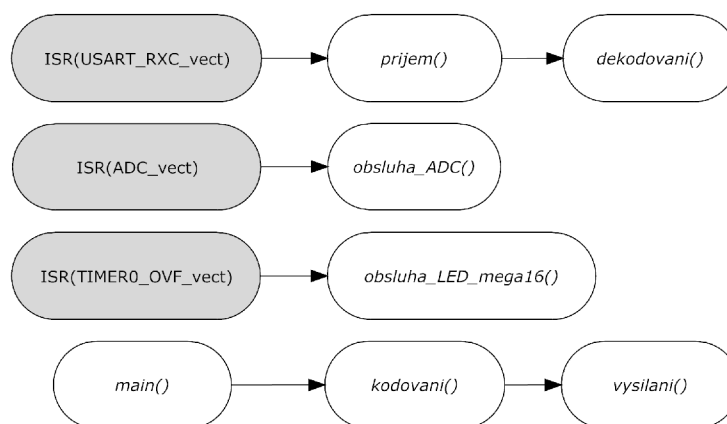 ISR(USART_RXC_vect)
prijem()
dekodovani()
ISR(ADC_vect)
obsluha_ADC()
ISR(TIMER0_OVF_vect)
obsluha_LED_mega16()
main()
kodovani()
vysilani()